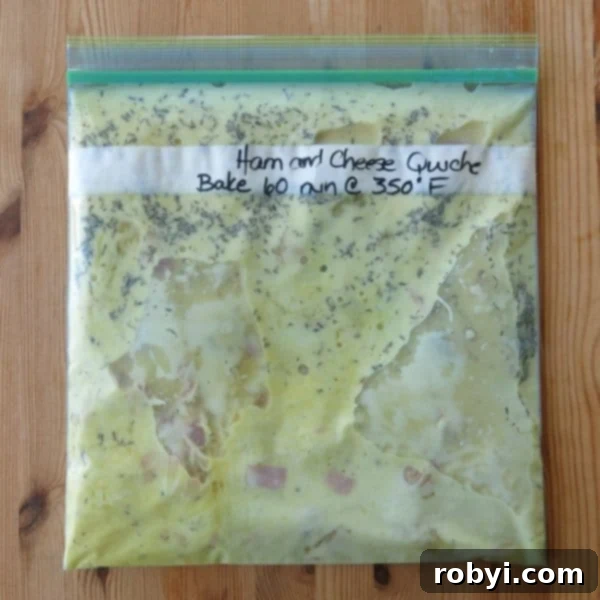 Ham and Cheese Quiche
Bake 60 min @ 350°F
robyi.com